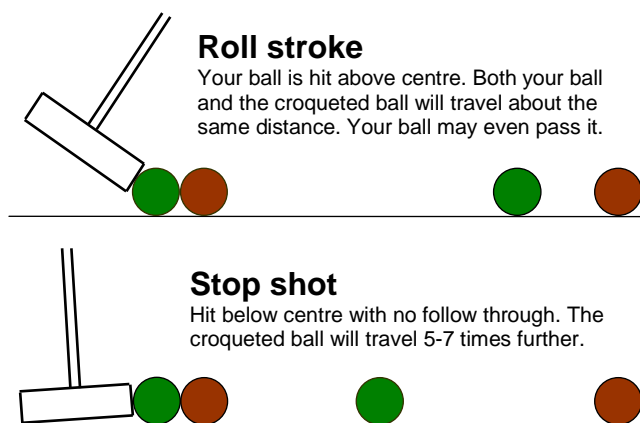 Roll stroke
Your ball is hit above centre. Both your ball
and the croqueted ball will travel about the
same distance. Your ball may even pass it.
Stop shot
Hit below centre with no follow through. The
croqueted ball will travel 5-7 times further.